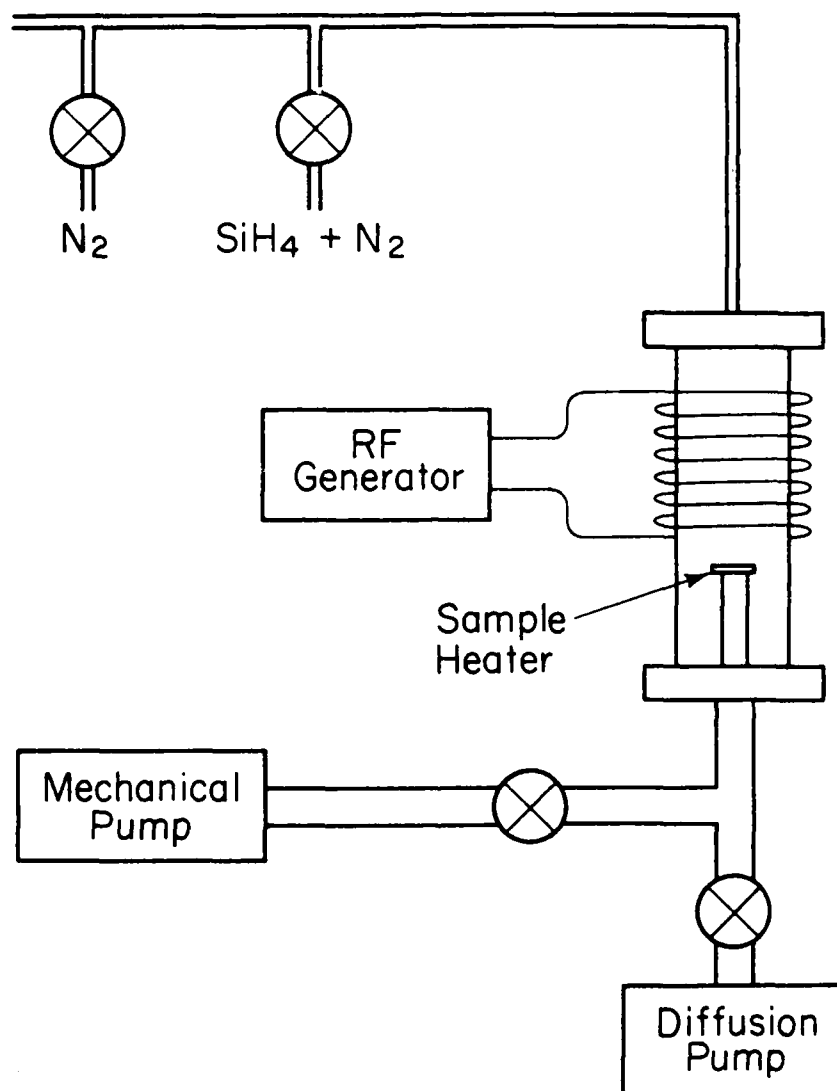 N₂
SiH₄ + N₂
RF
Generator
Sample
Heater
Mechanical
Pump
Diffusion
Pump